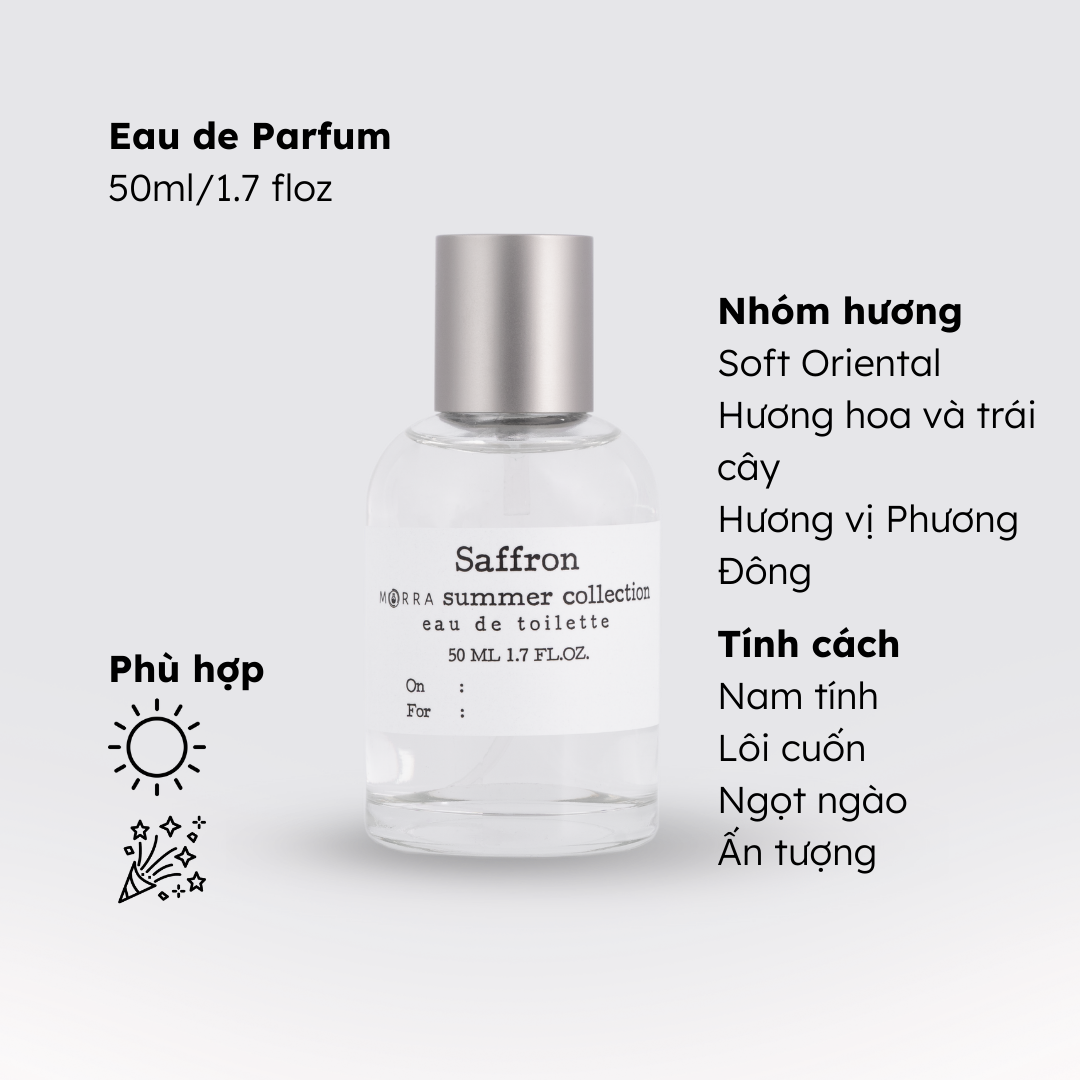 Eau de Parfum
50ml/1.7 floz
Nhóm hương
Soft Oriental
Hương hoa và trái
cây
Hương vị Phương
Đông
Saffron
MORRA summer collection
eau de toilette
50 ML 1.7 FL.OZ.
On :
For :
Phù hợp
Tính cách
Nam tính
Lôi cuốn
Ngọt ngào
Ấn tượng